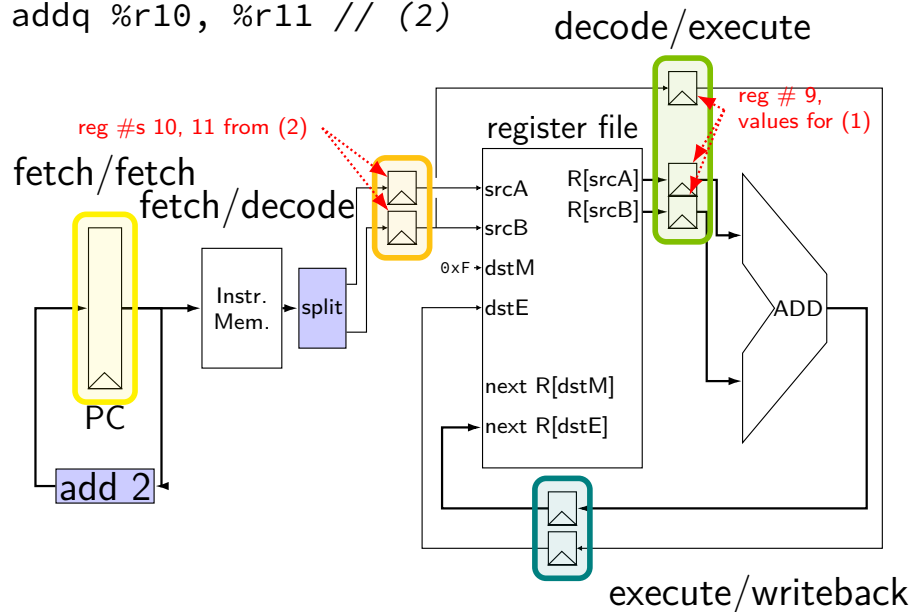 addq %r10, %r11 // (2)
decode/execute
reg #s 10, 11 from (2)
reg # 9,
values for (1)
register file
fetch/fetch
fetch/decode
srcA
R[srcA]
srcB
R[srcB]
0xF
dstM
Instr.
Mem.
split
dstE
ADD
next R[dstM]
PC
next R[dstE]
add 2
execute/writeback